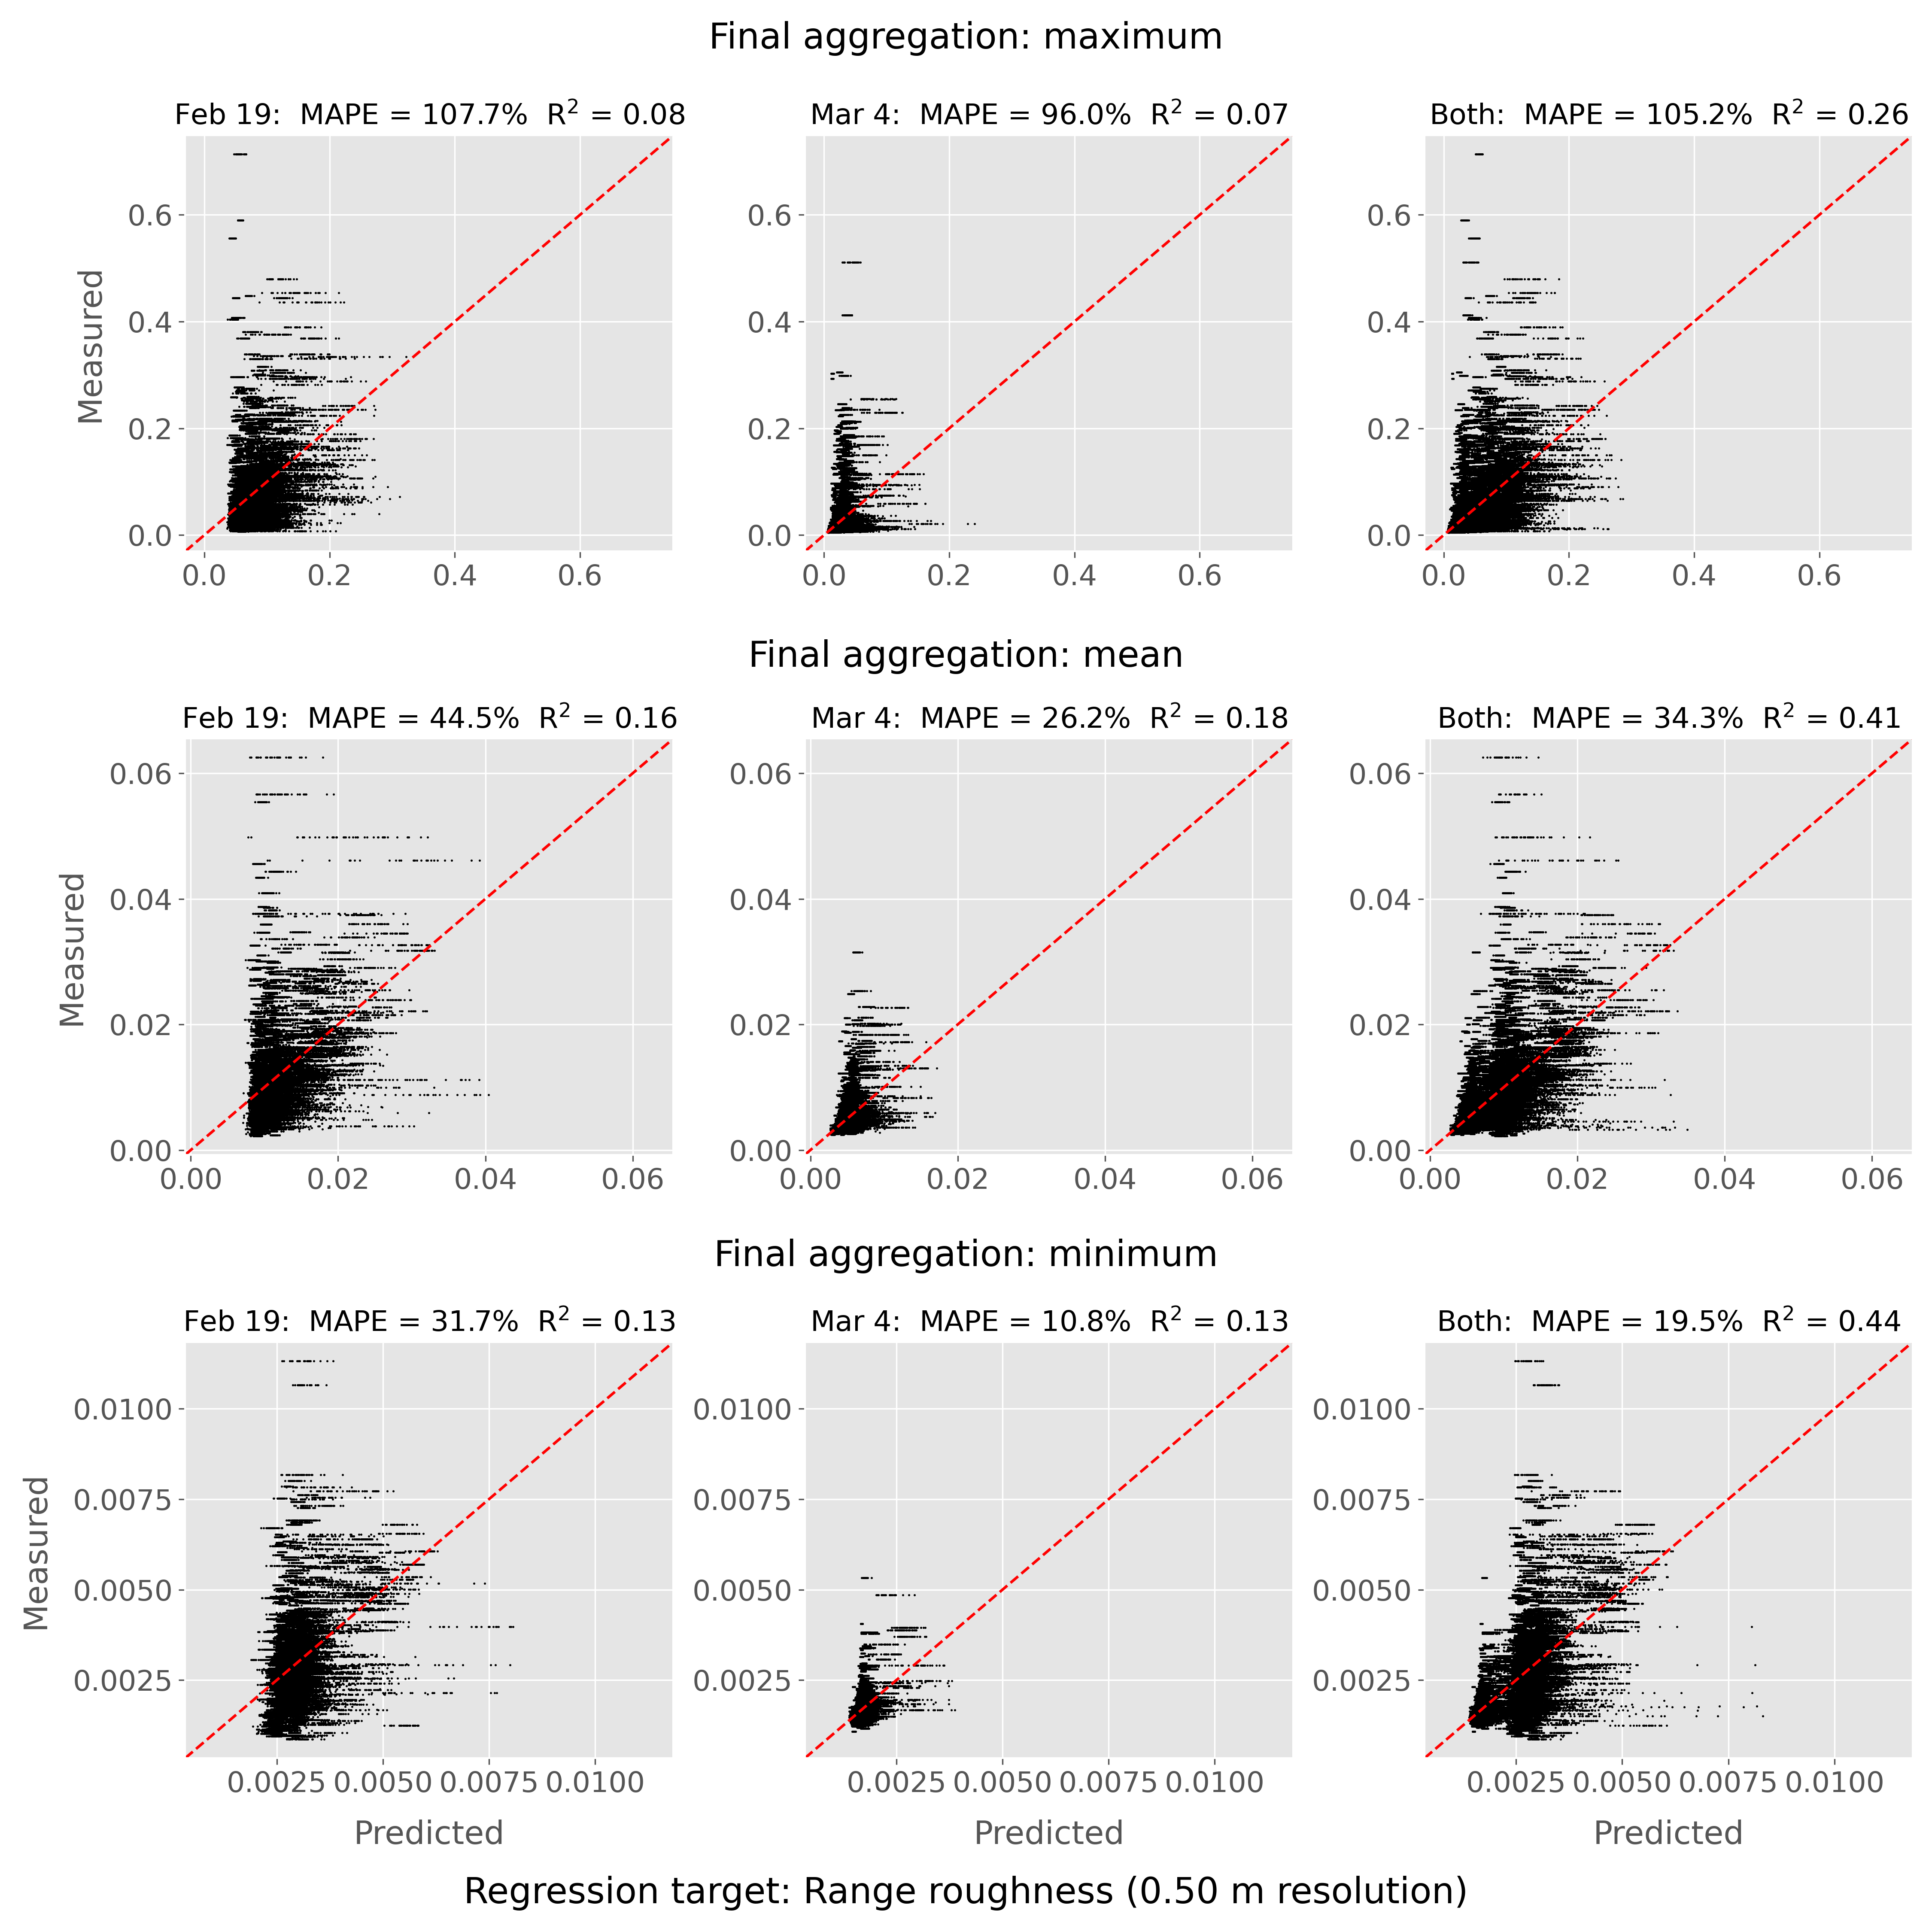 Final aggregation: maximum
Feb 19:  MAPE = 107.7%  R² = 0.08
Mar 4:  MAPE = 96.0%  R² = 0.07
Both:  MAPE = 105.2%  R² = 0.26
Measured
0.6
0.4
0.2
0.0
0.0 0.2 0.4 0.6
0.6
0.4
0.2
0.0
0.0 0.2 0.4 0.6
0.6
0.4
0.2
0.0
0.0 0.2 0.4 0.6
Final aggregation: mean
Feb 19:  MAPE = 44.5%  R² = 0.16
Mar 4:  MAPE = 26.2%  R² = 0.18
Both:  MAPE = 34.3%  R² = 0.41
Measured
0.06
0.04
0.02
0.00
0.00 0.02 0.04 0.06
0.06
0.04
0.02
0.00
0.00 0.02 0.04 0.06
0.06
0.04
0.02
0.00
0.00 0.02 0.04 0.06
Final aggregation: minimum
Feb 19:  MAPE = 31.7%  R² = 0.13
Mar 4:  MAPE = 10.8%  R² = 0.13
Both:  MAPE = 19.5%  R² = 0.44
Measured
0.0100
0.0075
0.0050
0.0025
0.0025 0.0050 0.0075 0.0100
Predicted
0.0100
0.0075
0.0050
0.0025
0.0025 0.0050 0.0075 0.0100
Predicted
0.0100
0.0075
0.0050
0.0025
0.0025 0.0050 0.0075 0.0100
Predicted
Regression target: Range roughness (0.50 m resolution)